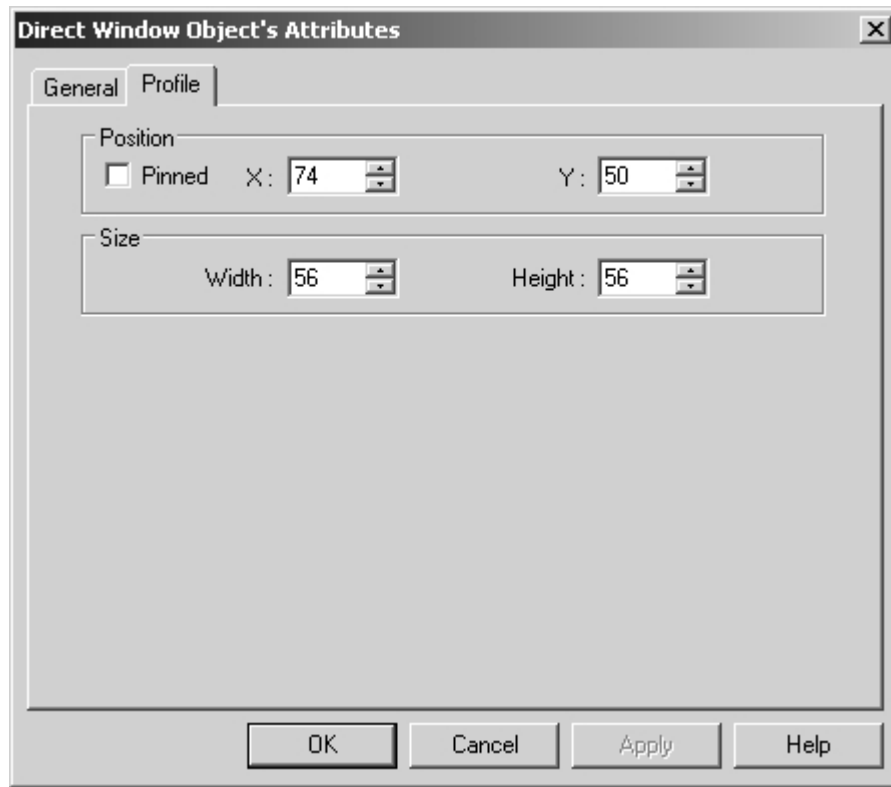 Direct Window Object's Attributes
General Profile
Position
Pinned X : 74 Y : 50
Size
Width : 56 Height : 56
OK Cancel Apply Help